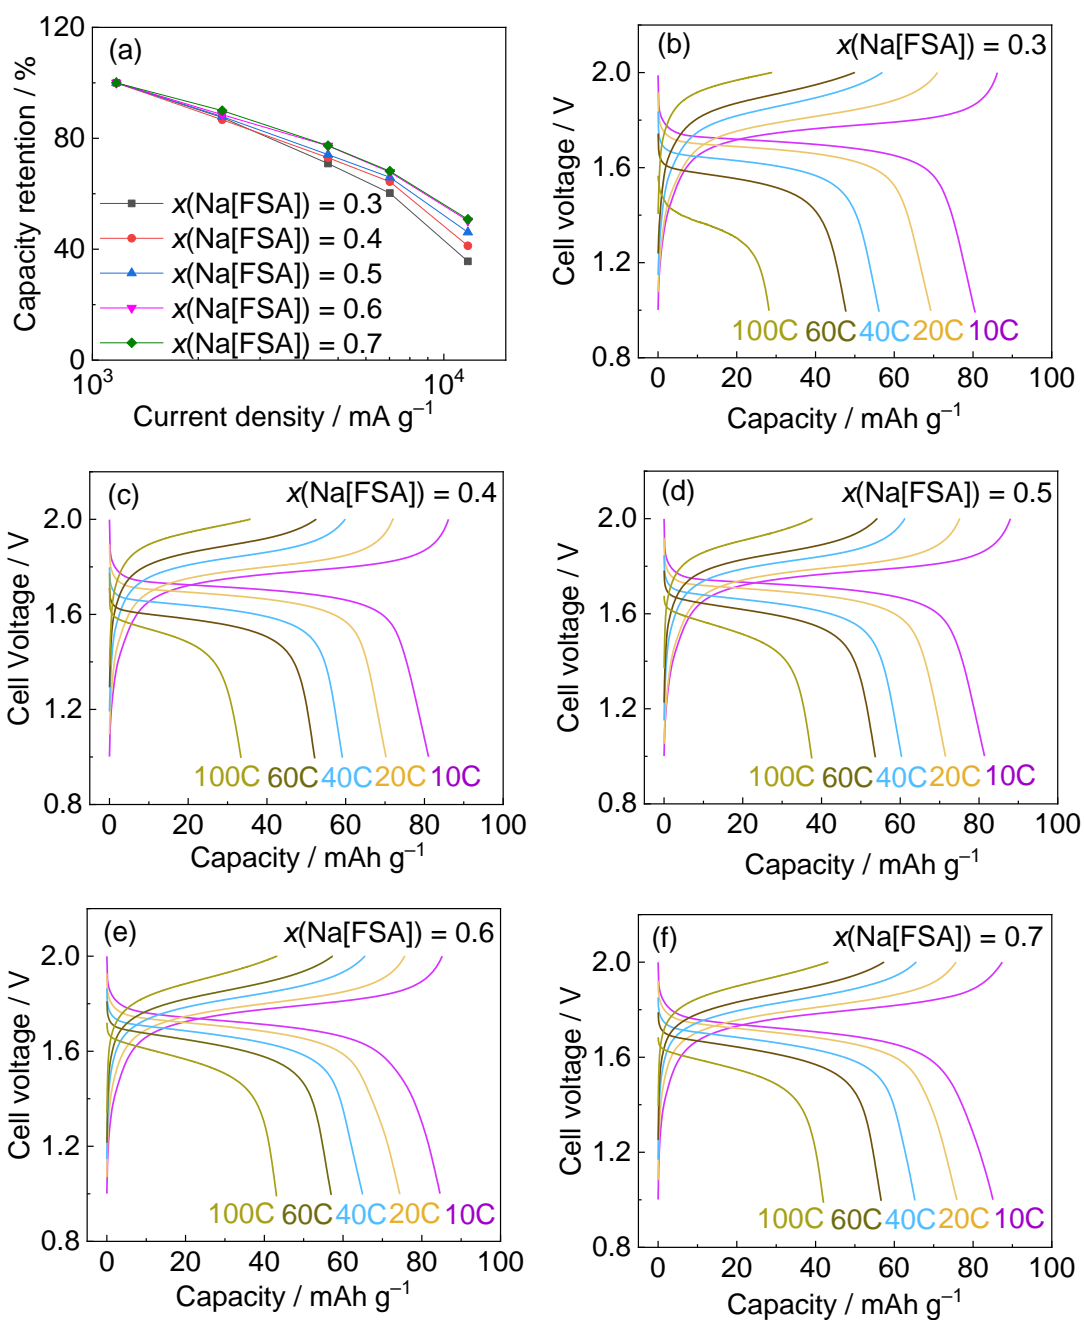 (a)
120
80
40
0
Capacity retention / %
x(Na[FSA]) = 0.3
x(Na[FSA]) = 0.4
x(Na[FSA]) = 0.5
x(Na[FSA]) = 0.6
x(Na[FSA]) = 0.7
10³ 10⁴
Current density / mA g⁻¹
(b) x(Na[FSA]) = 0.3
2.0
1.6
1.2
0.8
Cell voltage / V
100C 60C 40C 20C 10C
0 20 40 60 80 100
Capacity / mAh g⁻¹
(c) x(Na[FSA]) = 0.4
2.0
1.6
1.2
0.8
Cell Voltage / V
100C 60C 40C 20C 10C
0 20 40 60 80 100
Capacity / mAh g⁻¹
(d) x(Na[FSA]) = 0.5
2.0
1.6
1.2
0.8
Cell voltage / V
100C 60C 40C 20C 10C
0 20 40 60 80 100
Capacity / mAh g⁻¹
(e) x(Na[FSA]) = 0.6
2.0
1.6
1.2
0.8
Cell voltage / V
100C 60C 40C 20C 10C
0 20 40 60 80 100
Capacity / mAh g⁻¹
(f) x(Na[FSA]) = 0.7
2.0
1.6
1.2
0.8
Cell voltage / V
100C 60C 40C 20C 10C
0 20 40 60 80 100
Capacity / mAh g⁻¹